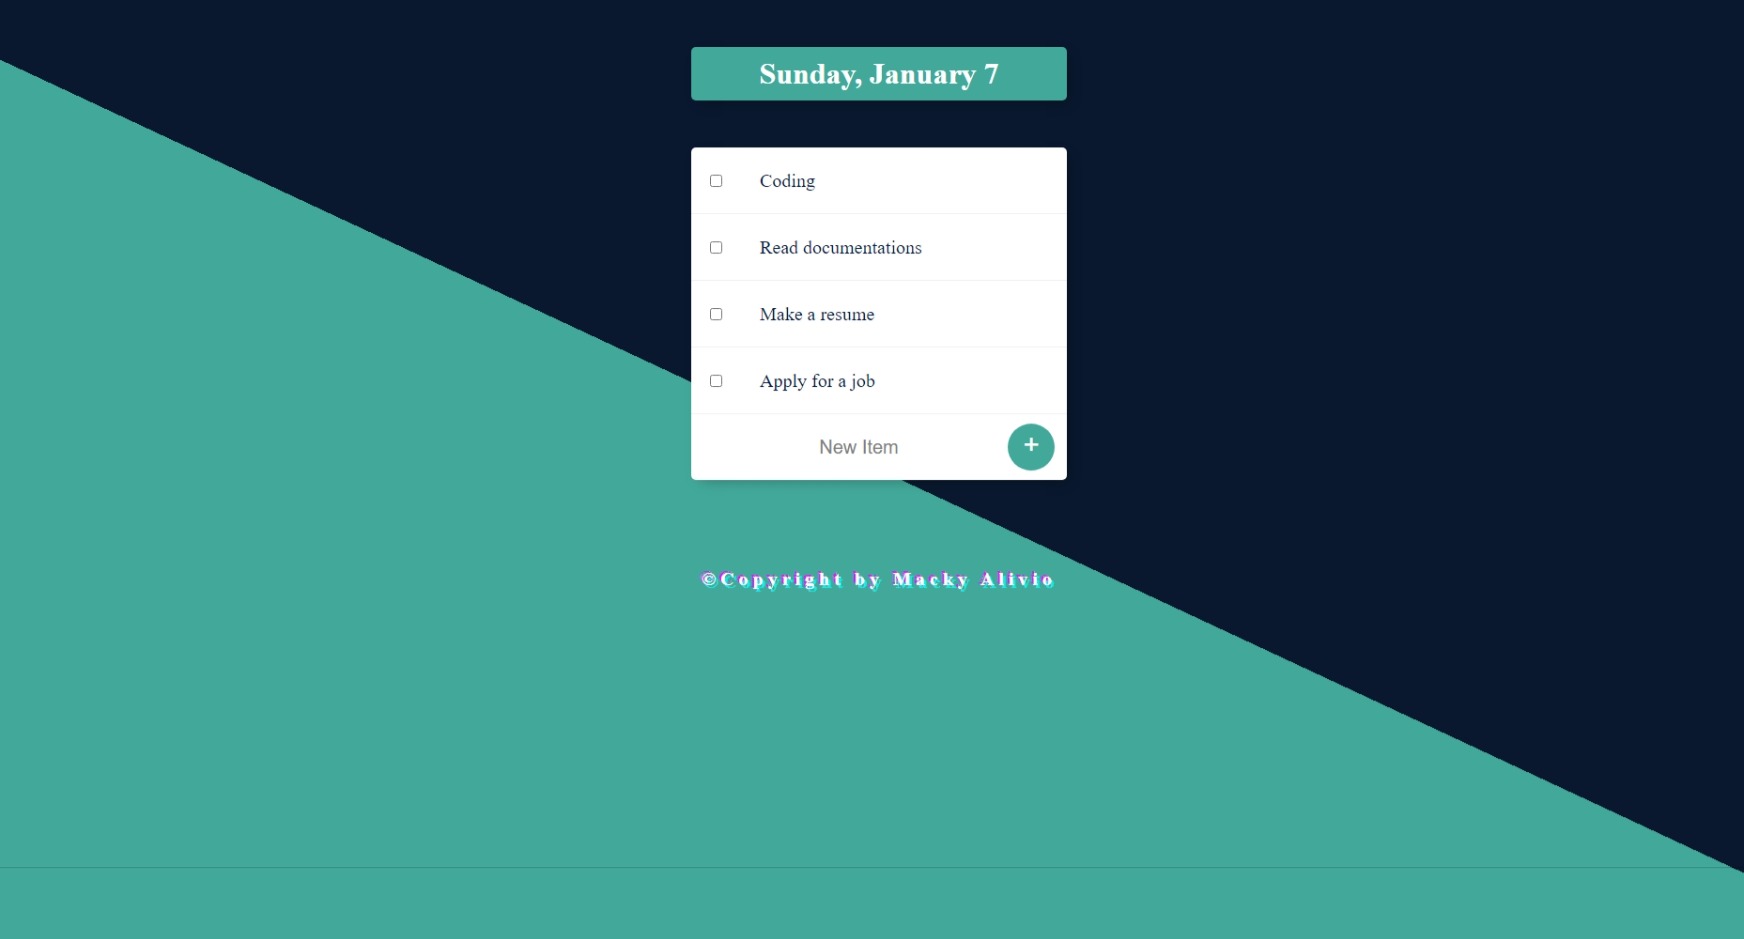 Sunday, January 7
Coding
Read documentations
Make a resume
Apply for a job
New Item
+
©Copyright by Macky Alivio